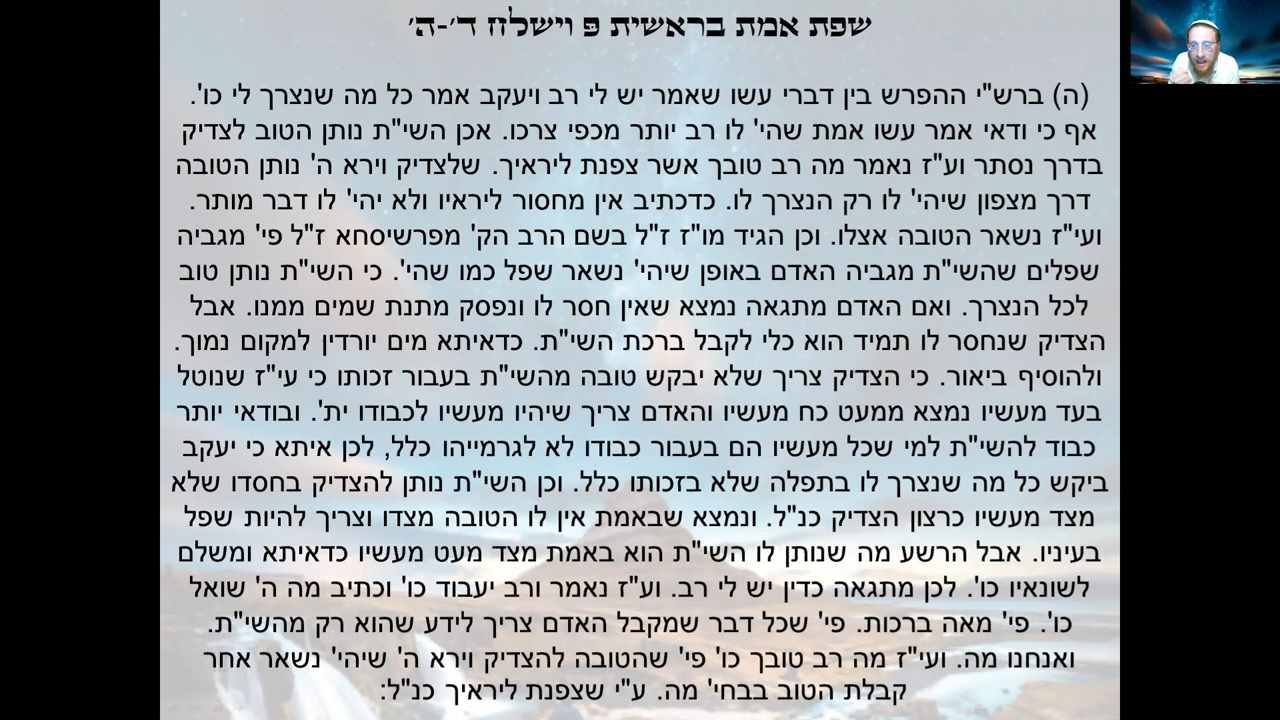 שפת אמת בראשית פ וישלח ד׳-ה׳
(ה) ברש"י ההפרש בין דברי עשו שאמר יש לי רב ויעקב אמר כל מה שנצרך לי כו'.
אף כי ודאי אמר עשו אמת שהי' לו רב יותר מכפי צרכו. אכן השי"ת נותן הטוב לצדיק
בדרך נסתר וע"ז נאמר מה רב טובך אשר צפנת ליראיך. שלצדיק וירא ה' נותן הטובה
דרך מצפון שיהי' לו רק הנצרך לו. כדכתיב אין מחסור ליראיו ולא יהי' לו דבר מותר.
ועי"ז נשאר הטובה אצלו. וכן הגיד מו"ז ז"ל בשם הרב הק' מפרשיסחא ז"ל פי' מגביה
שפלים שהשי"ת מגביה האדם באופן שיהי' נשאר שפל כמו שהי'. כי השי"ת נותן טוב
לכל הנצרך. ואם האדם מתגאה נמצא שאין חסר לו ונפסק מתנת שמים ממנו. אבל
הצדיק שנחסר לו תמיד הוא כלי לקבל ברכת השי"ת. כדאיתא מים יורדין למקום נמוך.
ולהוסיף ביאור. כי הצדיק צריך שלא יבקש טובה מהשי"ת בעבור זכותו כי עי"ז שנוטל
בעד מעשיו נמצא ממעט כח מעשיו והאדם צריך שיהיו מעשיו לכבודו ית'. ובודאי יותר
כבוד להשי"ת למי שכל מעשיו הם בעבור כבודו לא לגרמייהו כלל, לכן איתא כי יעקב
ביקש כל מה שנצרך לו בתפלה שלא בזכותו כלל. וכן השי"ת נותן להצדיק בחסדו שלא
מצד מעשיו כרצון הצדיק כנ"ל. ונמצא שבאמת אין לו הטובה מצדו וצריך להיות שפל
בעיניו. אבל הרשע מה שנותן לו השי"ת הוא באמת מצד מעט מעשיו כדאיתא ומשלם
לשונאיו כו'. לכן מתגאה כדין יש לי רב. וע"ז נאמר ורב יעבוד כו' וכתיב מה ה' שואל
כו'. פי' מאה ברכות. פי' שכל דבר שמקבל האדם צריך לידע שהוא רק מהשי"ת.
ואנחנו מה. ועי"ז מה רב טובך כו' פי' שהטובה להצדיק וירא ה' שיהי' נשאר אחר
קבלת הטוב בבחי' מה. ע"י שצפנת ליראיך כנ"ל: